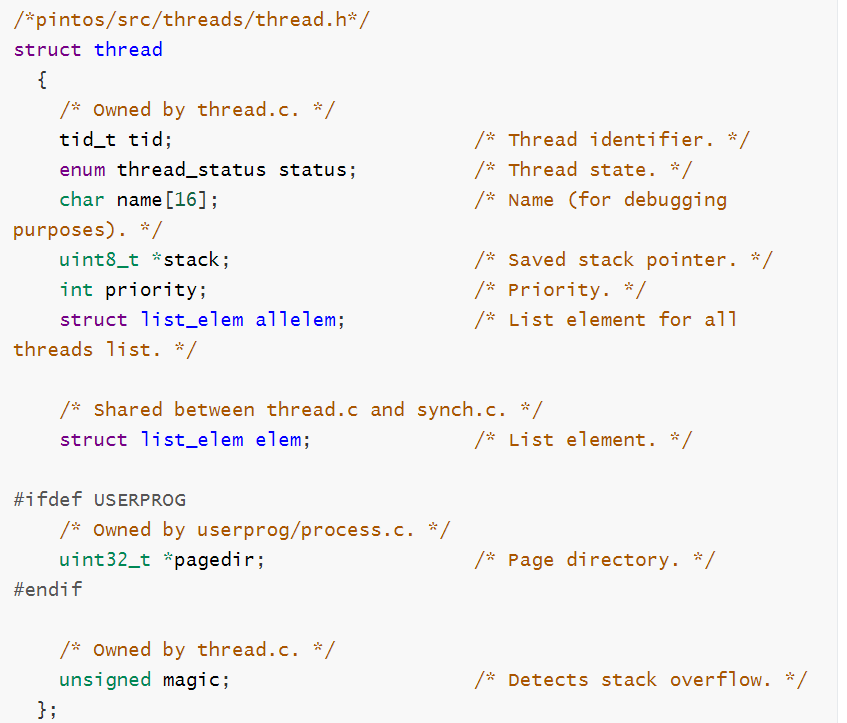 /*pintos/src/threads/thread.h*/
struct thread
  {
    /* Owned by thread.c. */
    tid_t tid;                          /* Thread identifier. */
    enum thread_status status;          /* Thread state. */
    char name[16];                      /* Name (for debugging
purposes). */
    uint8_t *stack;                     /* Saved stack pointer. */
    int priority;                       /* Priority. */
    struct list_elem allelem;           /* List element for all
threads list. */

    /* Shared between thread.c and synch.c. */
    struct list_elem elem;              /* List element. */

#ifdef USERPROG
    /* Owned by userprog/process.c. */
    uint32_t *pagedir;                  /* Page directory. */
#endif

    /* Owned by thread.c. */
    unsigned magic;                     /* Detects stack overflow. */
  };